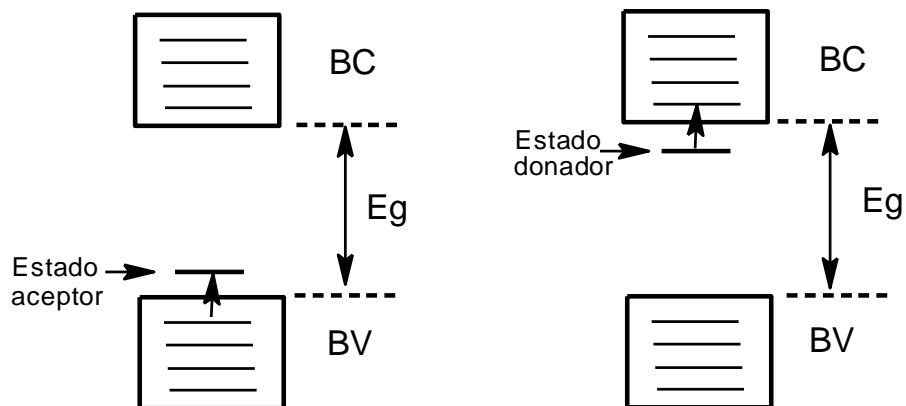 BC
Eg
Estado
aceptor
BV
BC
Estado
donador
Eg
BV